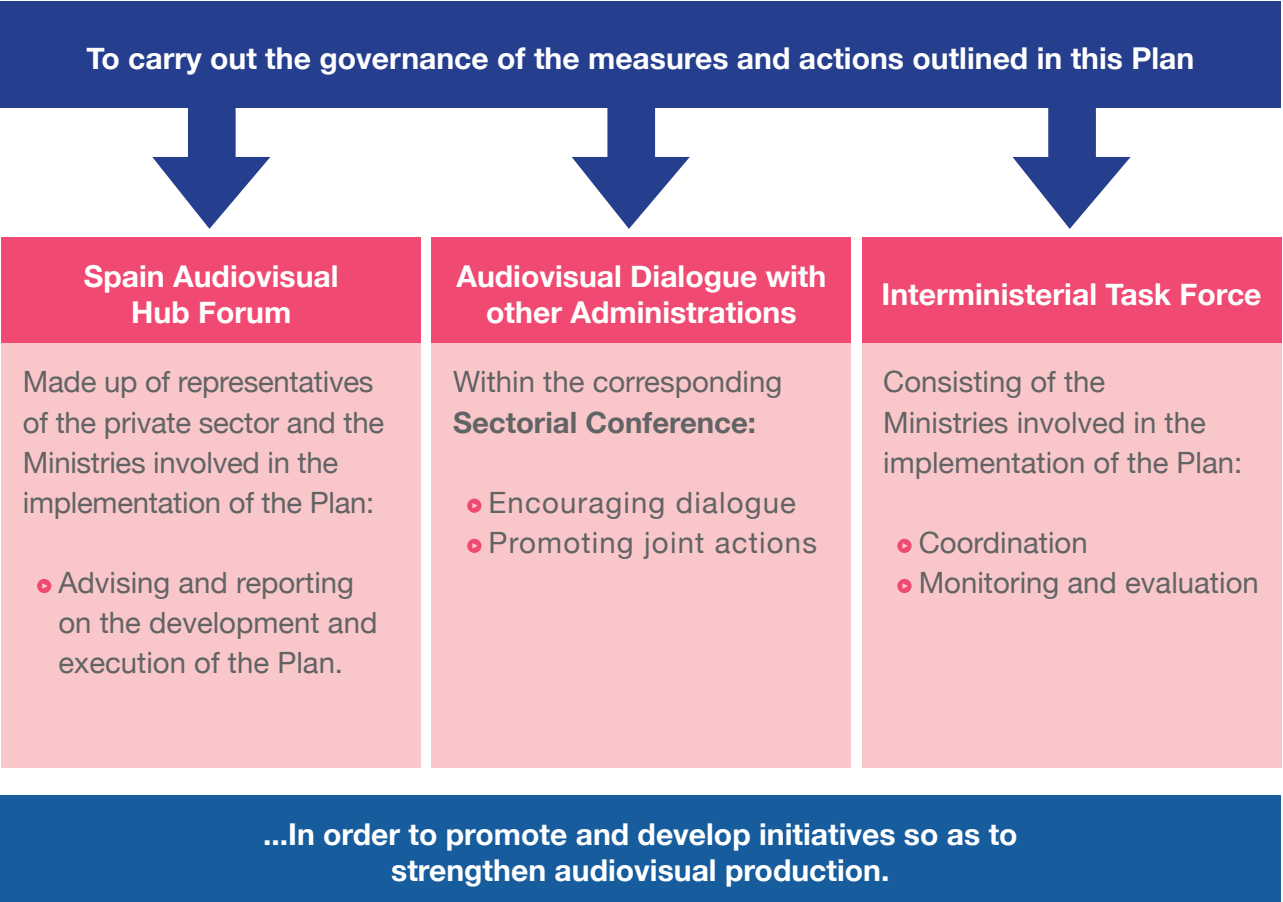 To carry out the governance of the measures and actions outlined in this Plan
Spain Audiovisual
Hub Forum
Made up of representatives
of the private sector and the
Ministries involved in the
implementation of the Plan:
Advising and reporting
on the development and
execution of the Plan.
Audiovisual Dialogue with
other Administrations
Within the corresponding
Sectorial Conference:
Encouraging dialogue
Promoting joint actions
Interministerial Task Force
Consisting of the
Ministries involved in the
implementation of the Plan:
Coordination
Monitoring and evaluation
...In order to promote and develop initiatives so as to
strengthen audiovisual production.